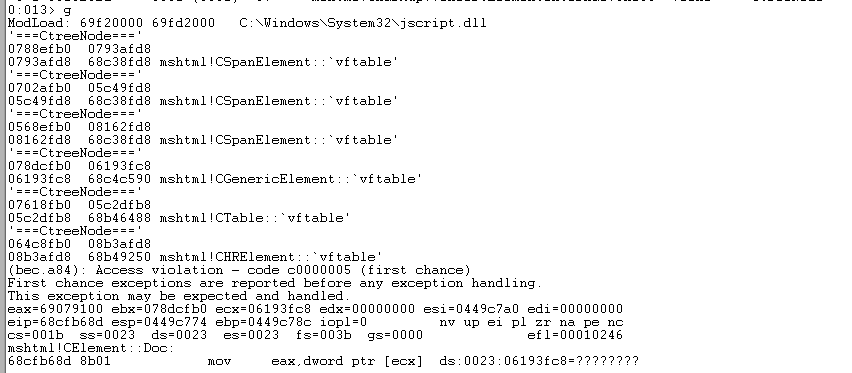 0:013> g
ModLoad: 69f20000 69fd2000   C:\Windows\System32\jscript.dll
'===CtreeNode==='
0788efb0  0793afd8
0793afd8  68c38fd8 mshtml!CSpanElement::`vftable'
'===CtreeNode==='
0702afb0  05c49fd8
05c49fd8  68c38fd8 mshtml!CSpanElement::`vftable'
'===CtreeNode==='
0568efb0  08162fd8
08162fd8  68c38fd8 mshtml!CSpanElement::`vftable'
'===CtreeNode==='
078dcfb0  06193fc8
06193fc8  68c4c590 mshtml!CGenericElement::`vftable'
'===CtreeNode==='
07618fb0  05c2dfb8
05c2dfb8  68b46488 mshtml!CTable::`vftable'
'===CtreeNode==='
064c8fb0  08b3afd8
08b3afd8  68b49250 mshtml!CHRElement::`vftable'
(bec.a84): Access violation - code c0000005 (first chance)
First chance exceptions are reported before any exception handling.
This exception may be expected and handled.
eax=69079100 ebx=078dcfb0 ecx=06193fc8 edx=00000000 esi=0449c7a0 edi=00000000
eip=68cfb68d esp=0449c774 ebp=0449c78c iopl=0         nv up ei pl zr na pe nc
cs=001b  ss=0023  ds=0023  es=0023  fs=003b  gs=0000             efl=00010246
mshtml!CElement::Doc:
68cfb68d 8b01            mov     eax,dword ptr [ecx]  ds:0023:06193fc8=????????